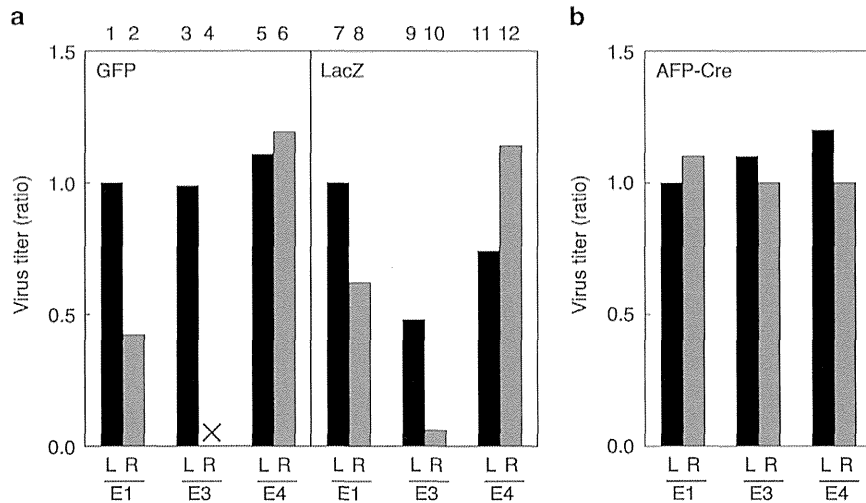 a
1 2 3 4 5 6 7 8 9 10 11 12
GFP
LacZ
Virus titer (ratio)
1.5
1.0
0.5
0.0
L R L R L R L R L R L R
E1 E3 E4 E1 E3 E4
b
AFP-Cre
Virus titer (ratio)
1.5
1.0
0.5
0.0
L R L R L R
E1 E3 E4